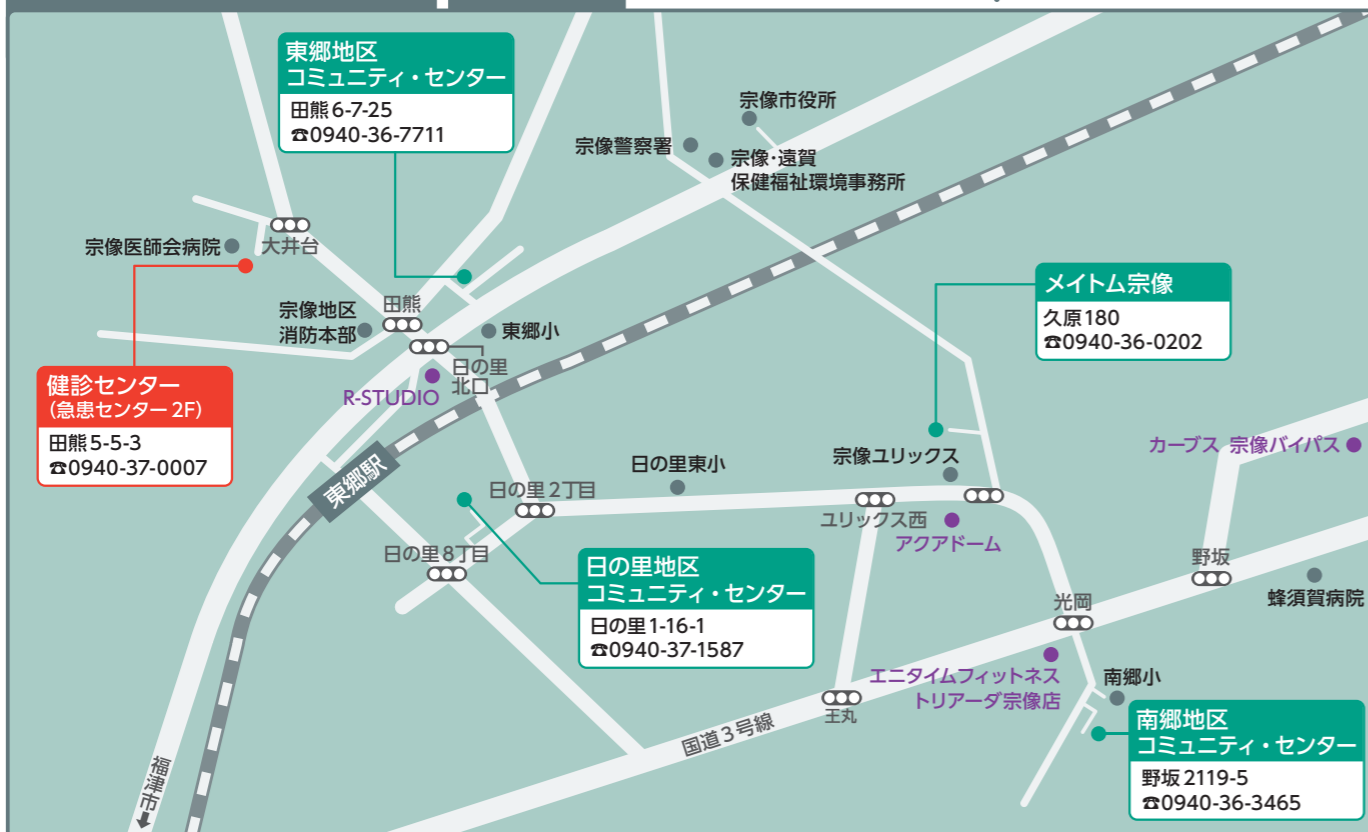 東郷地区
コミュニティ・センター
田熊6-7-25
☎0940-36-7711
宗像市役所
宗像警察署
宗像・遠賀
保健福祉環境事務所
宗像医師会病院
大井台
宗像地区
消防本部
田熊
東郷小
日の里
北口
R-STUDIO
健診センター
(急患センター2F)
田熊5-5-3
☎0940-37-0007
メイトム宗像
久原180
☎0940-36-0202
東郷駅
日の里2丁目
日の里東小
宗像ユリックス
カーブス 宗像バイパス
ユリックス西
アクアドーム
日の里8丁目
日の里地区
コミュニティ・センター
日の里1-16-1
☎0940-37-1587
野坂
蜂須賀病院
光岡
エニタイムフィットネス
トリアーダ宗像店
南郷小
王丸
国道3号線
南郷地区
コミュニティ・センター
野坂2119-5
☎0940-36-3465
福津市